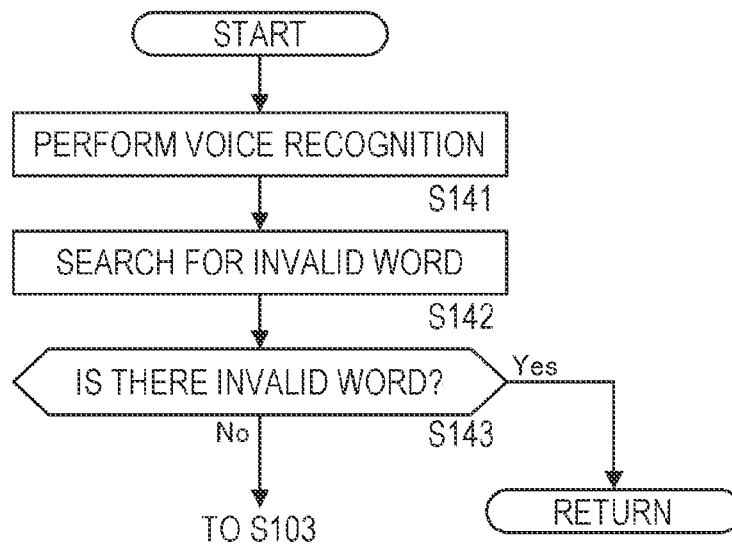 START
PERFORM VOICE RECOGNITION
S141
SEARCH FOR INVALID WORD
S142
IS THERE INVALID WORD?
Yes
No
S143
TO S103
RETURN